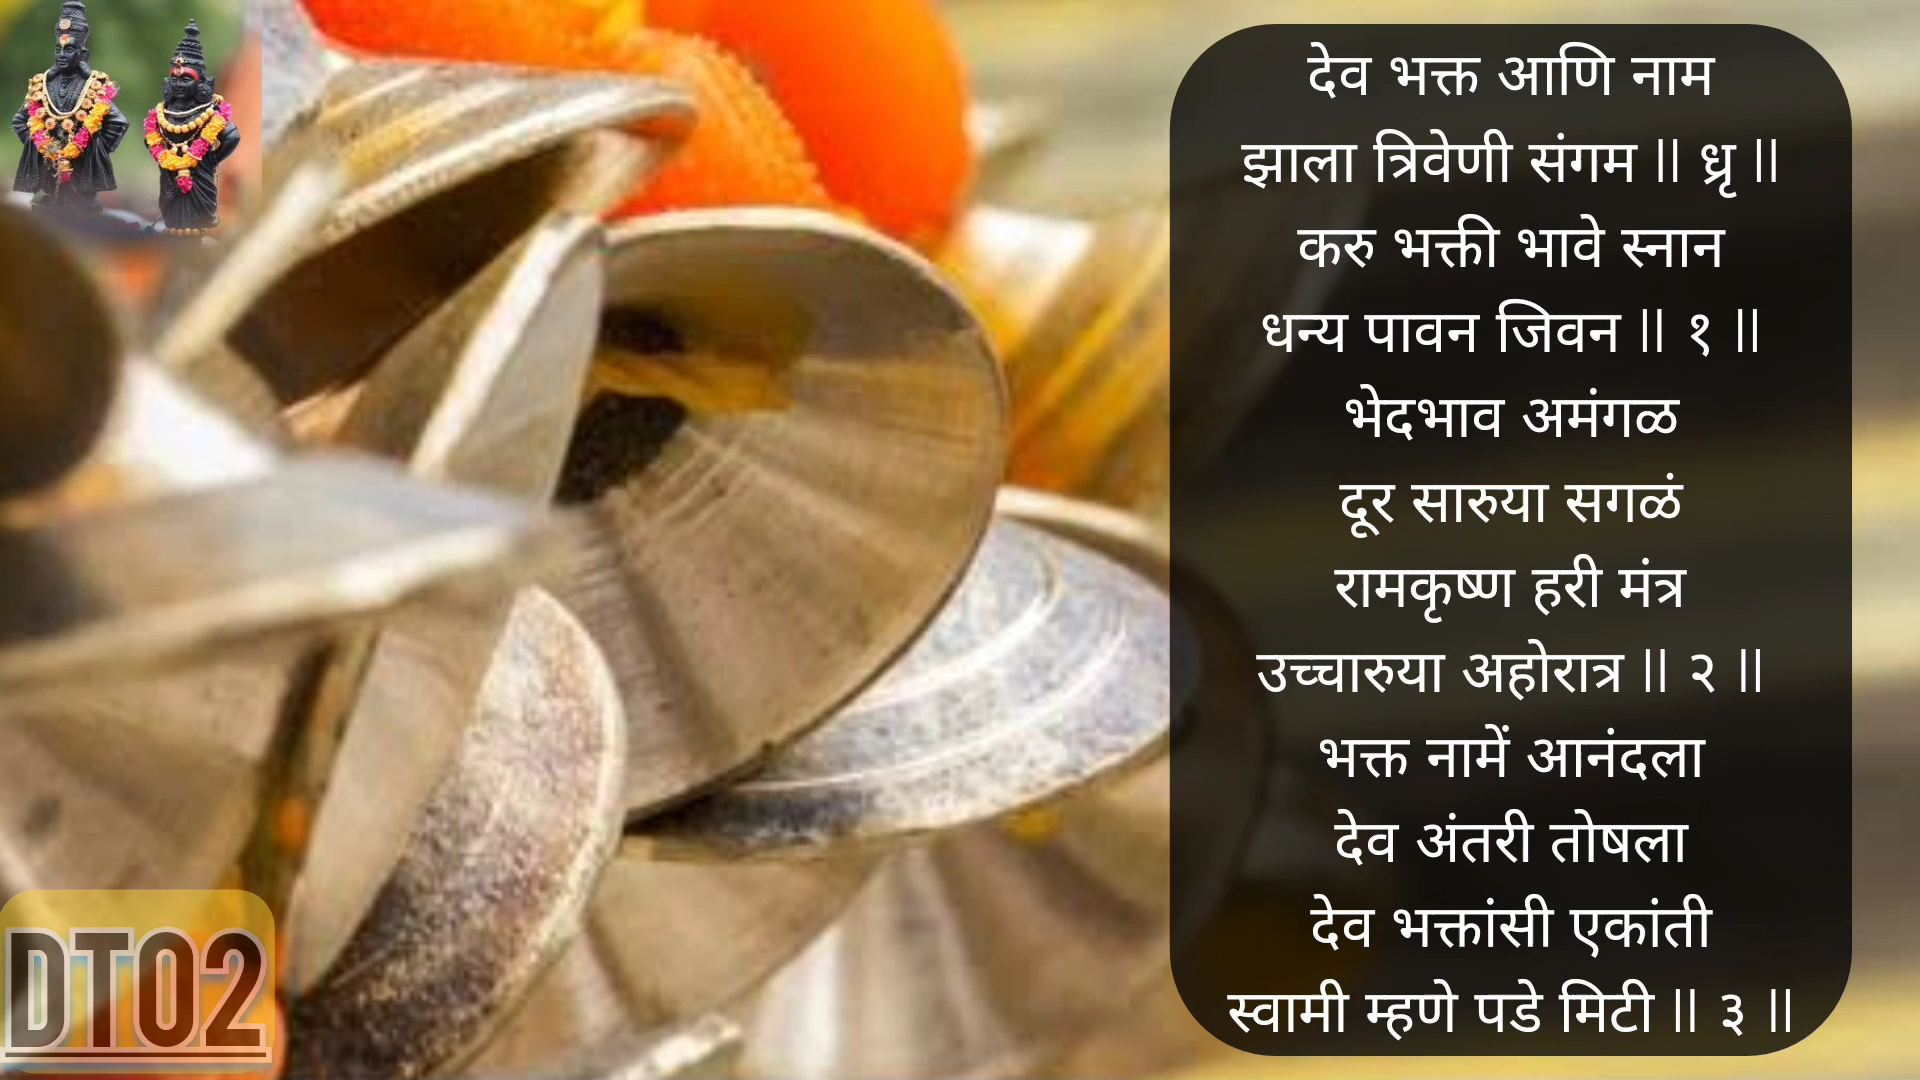 देव भक्त आणि नाम
झाला त्रिवेणी संगम || ध्रृ ||
करु भक्ती भावे स्नान
धन्य पावन जिवन || १ ||
भेदभाव अमंगळ
दूर सारुया सगळं
रामकृष्ण हरी मंत्र
उच्चारुया अहोरात्र || २ ||
भक्त नामें आनंदला
देव अंतरी तोषला
देव भक्तांसी एकांती
स्वामी म्हणे पडे मिटी || ३ ||
DT02